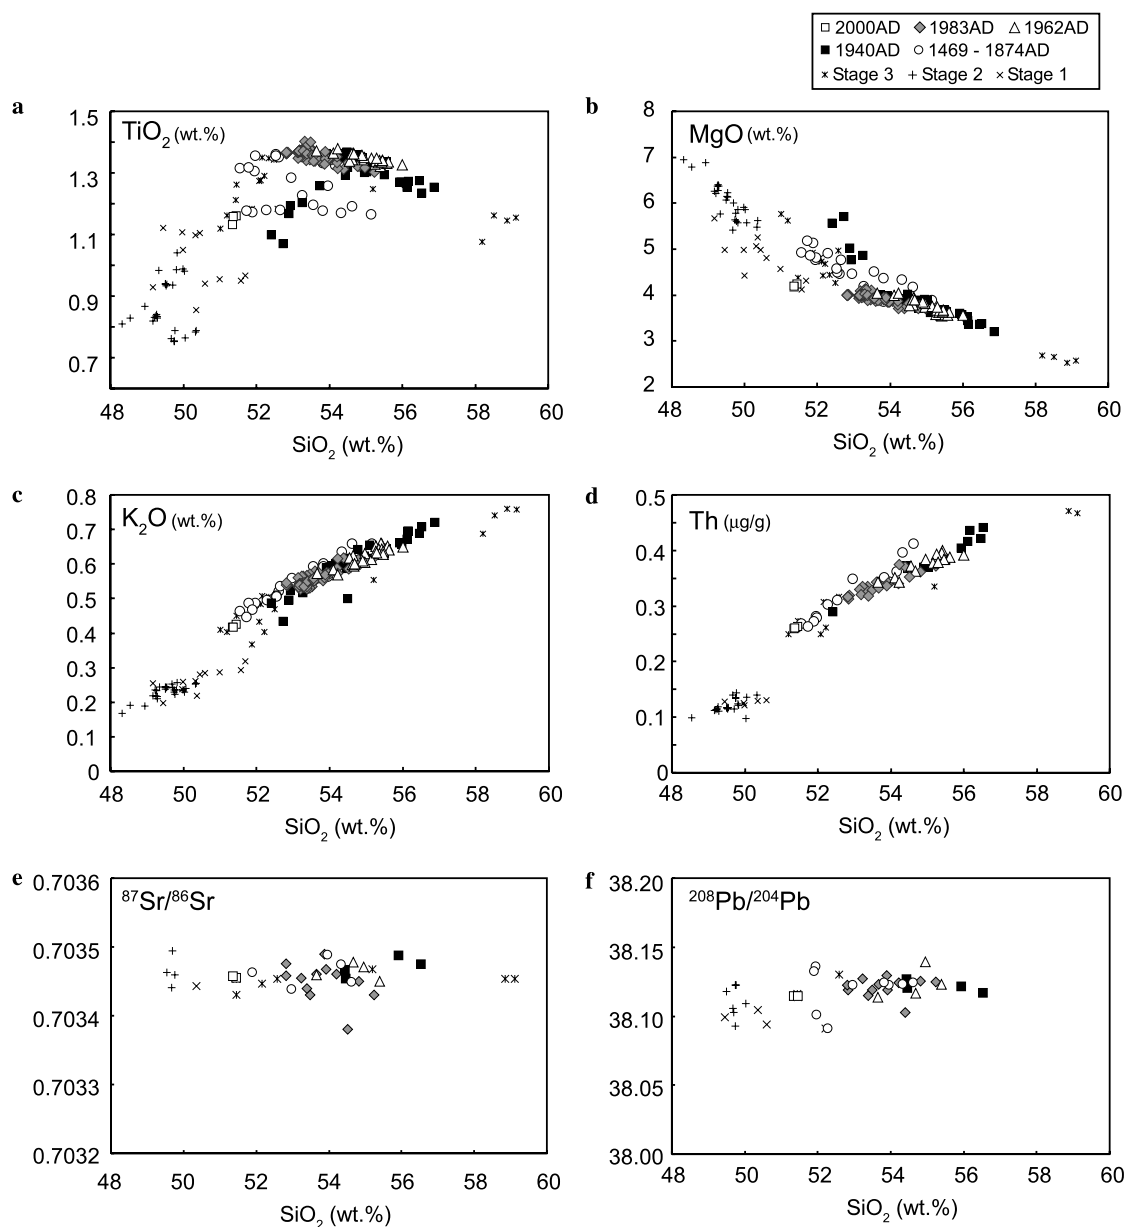 2000AD 1983AD 1962AD
1940AD 1469 - 1874AD
Stage 3 Stage 2 Stage 1
a
TiO2 (wt.%)
1.5
1.3
1.1
0.9
0.7
48 50 52 54 56 58 60
SiO2 (wt.%)
b
MgO (wt.%)
8
7
6
5
4
3
2
48 50 52 54 56 58 60
SiO2 (wt.%)
c
K2O (wt.%)
0.8
0.7
0.6
0.5
0.4
0.3
0.2
0.1
0
48 50 52 54 56 58 60
SiO2 (wt.%)
d
Th (µg/g)
0.5
0.4
0.3
0.2
0.1
0
48 50 52 54 56 58 60
SiO2 (wt.%)
e
87Sr/86Sr
0.7036
0.7035
0.7034
0.7033
0.7032
48 50 52 54 56 58 60
SiO2 (wt.%)
f
208Pb/204Pb
38.20
38.15
38.10
38.05
38.00
48 50 52 54 56 58 60
SiO2 (wt.%)